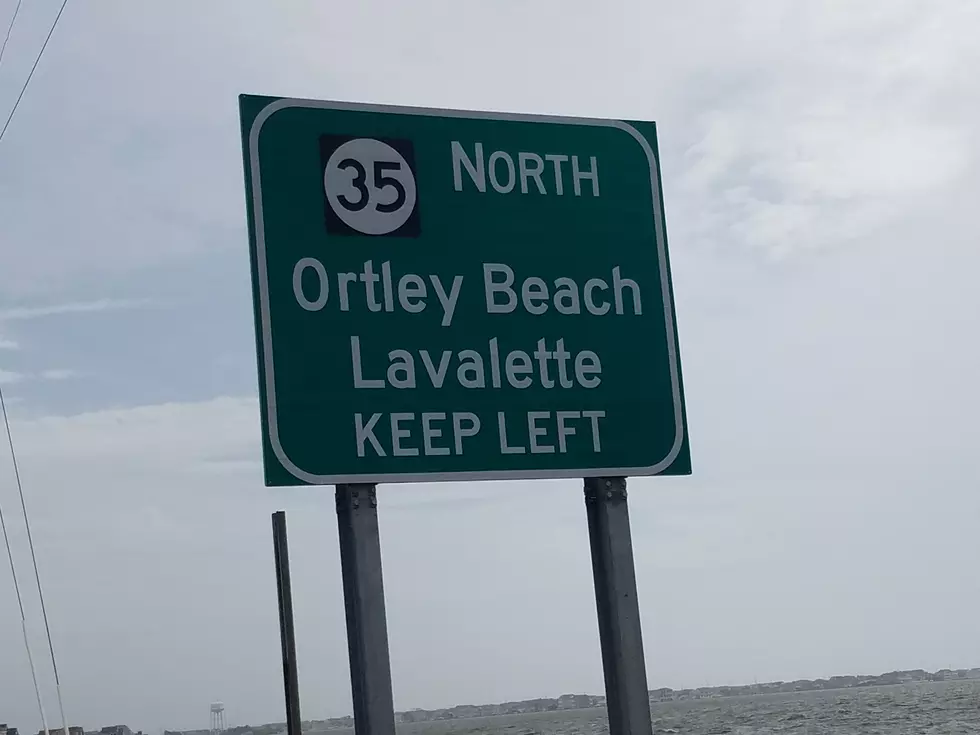 35 NORTH
Ortley Beach
Lavalette
KEEP LEFT